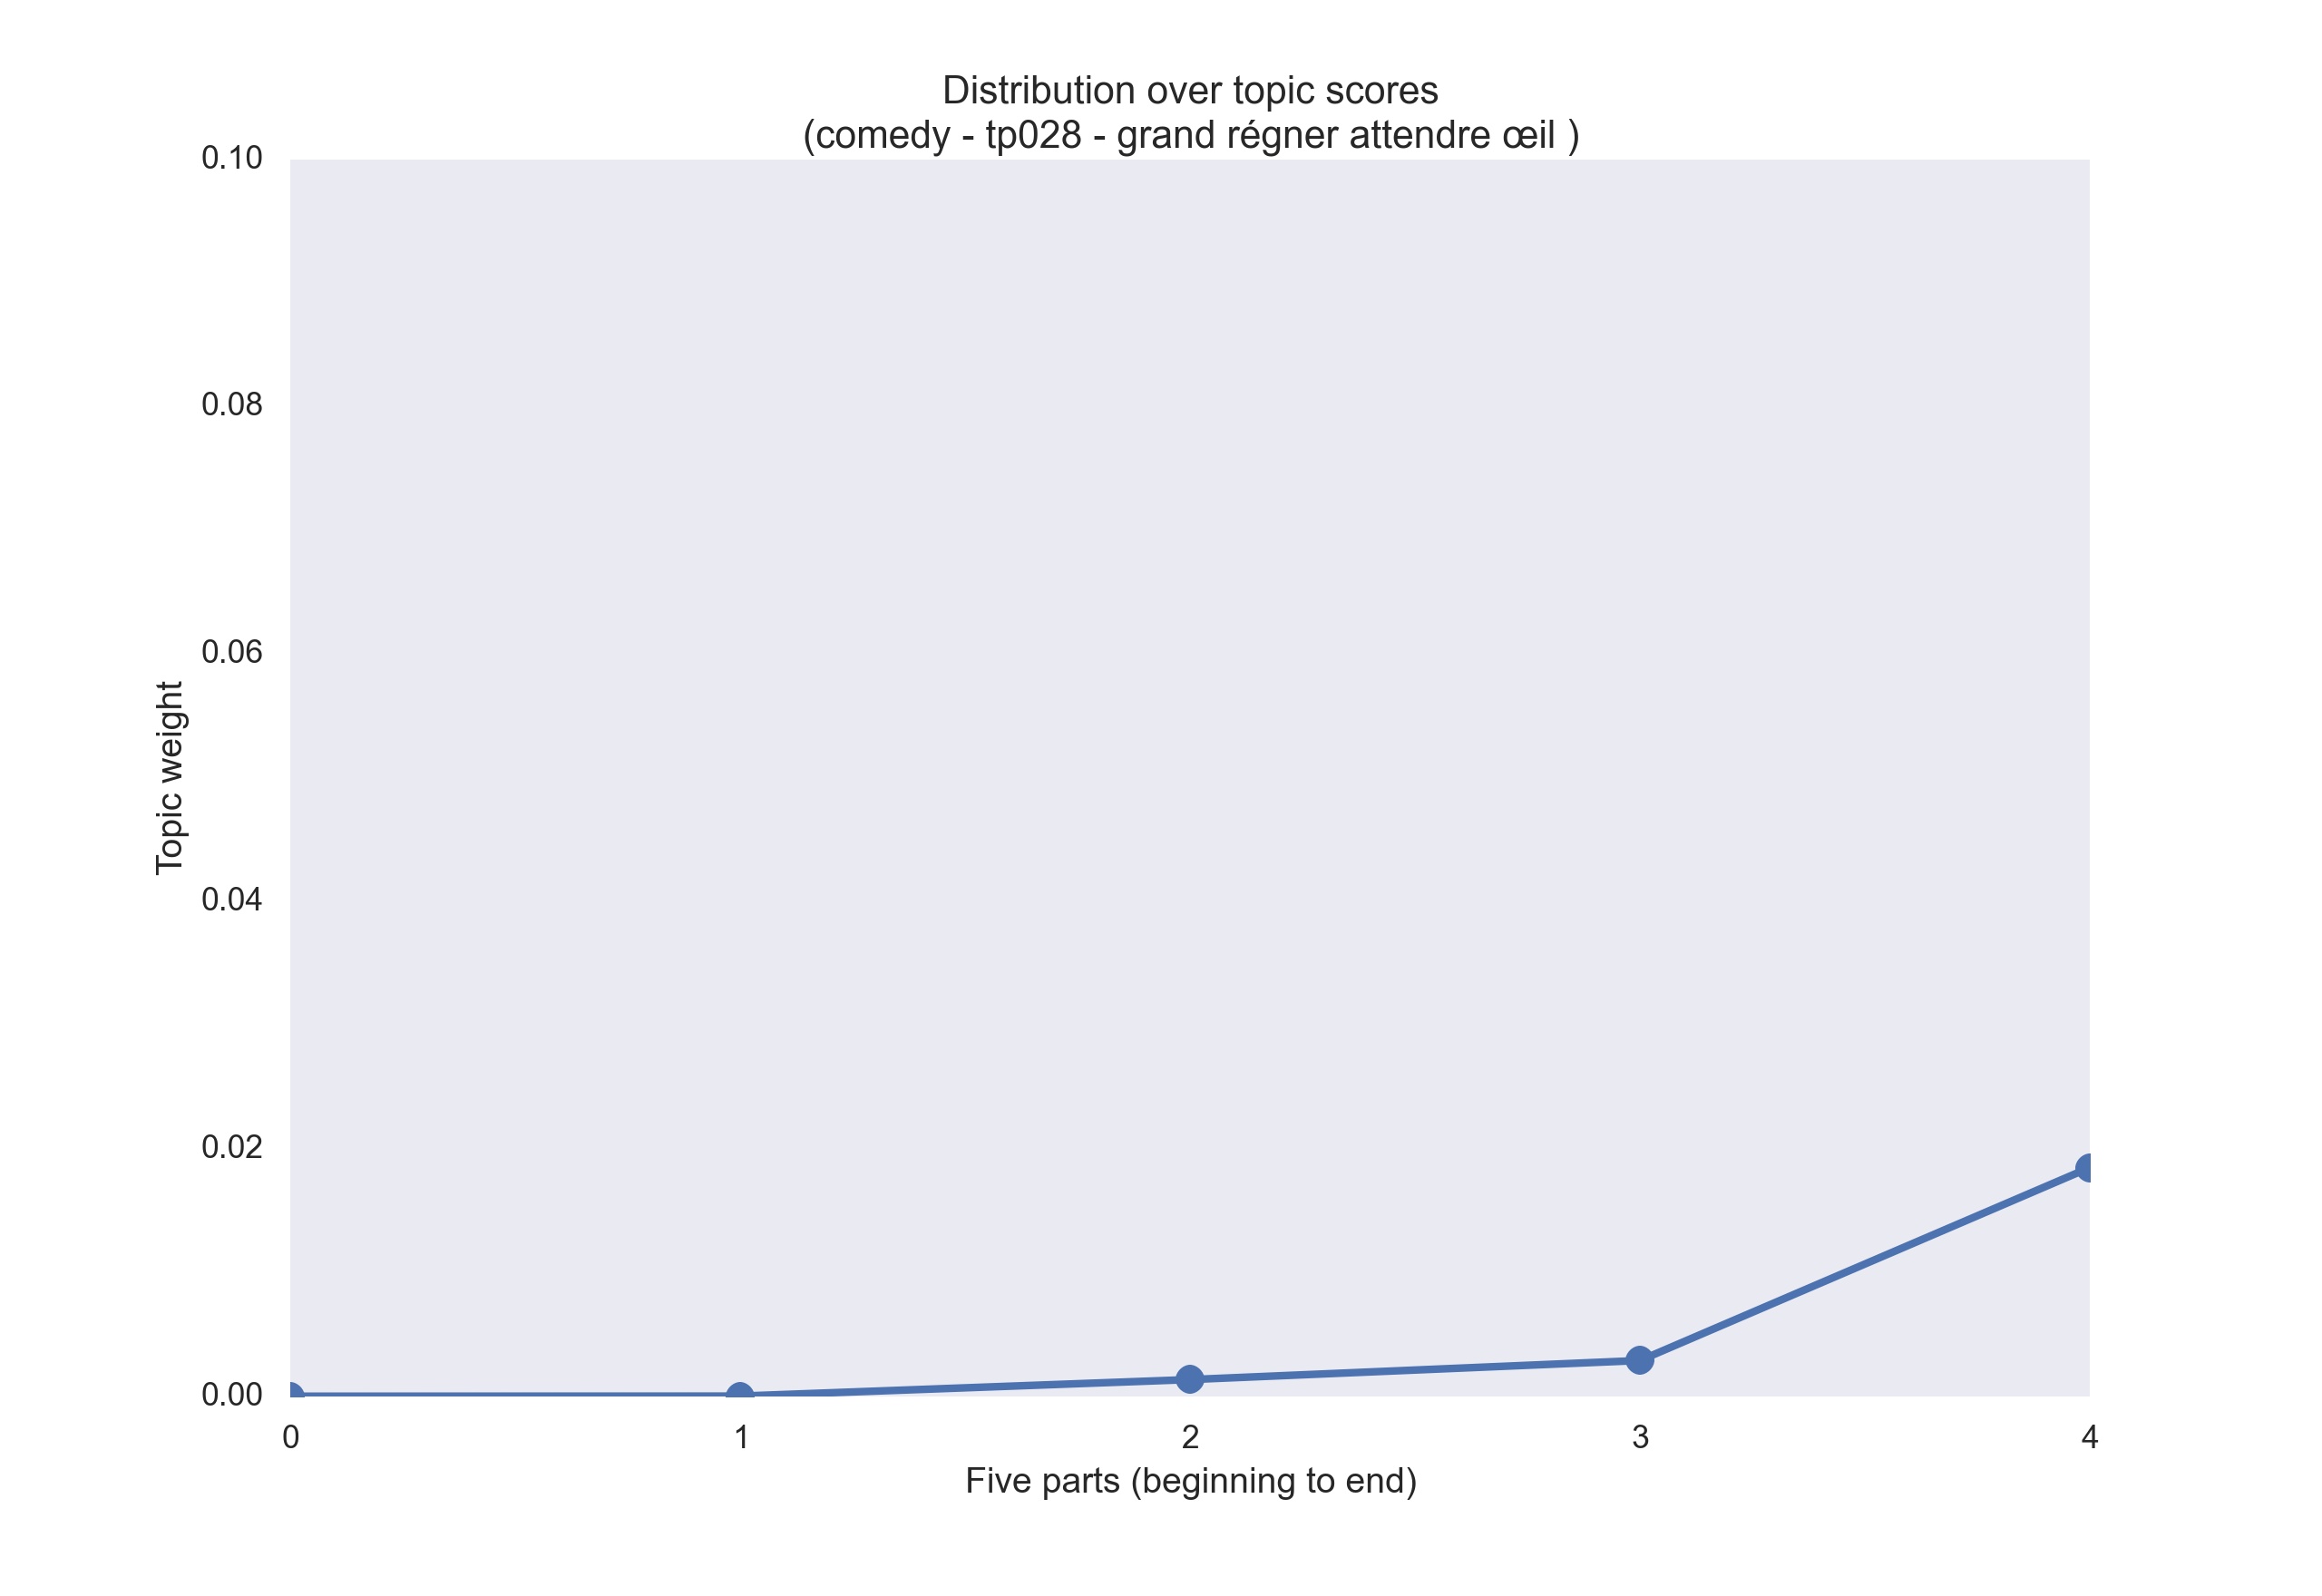 Distribution over topic scores
(comedy - tp028 - grand régner attendre œil )
0.10
0.08
0.06
0.04
0.02
0.00
Topic weight
0 1 2 3 4
Five parts (beginning to end)